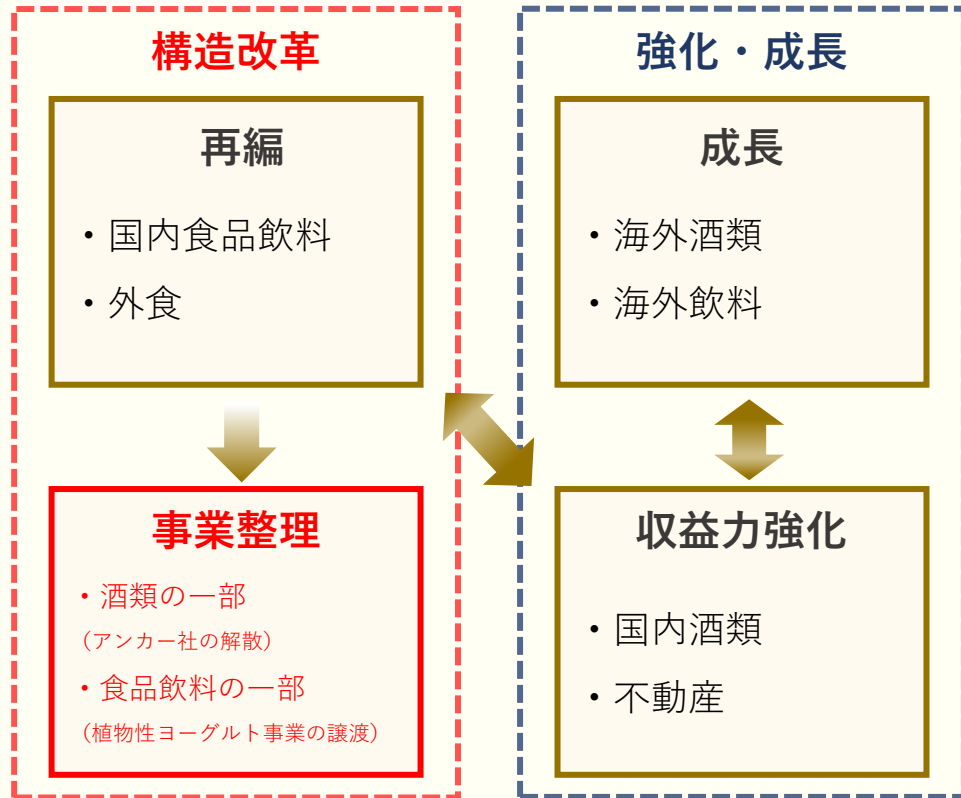 構造改革
再編
・国内食品飲料
・外食
事業整理
・酒類の一部
（アンカー社の解散）
・食品飲料の一部
（植物性ヨーグルト事業の譲渡）
強化・成長
成長
・海外酒類
・海外飲料
収益力強化
・国内酒類
・不動産